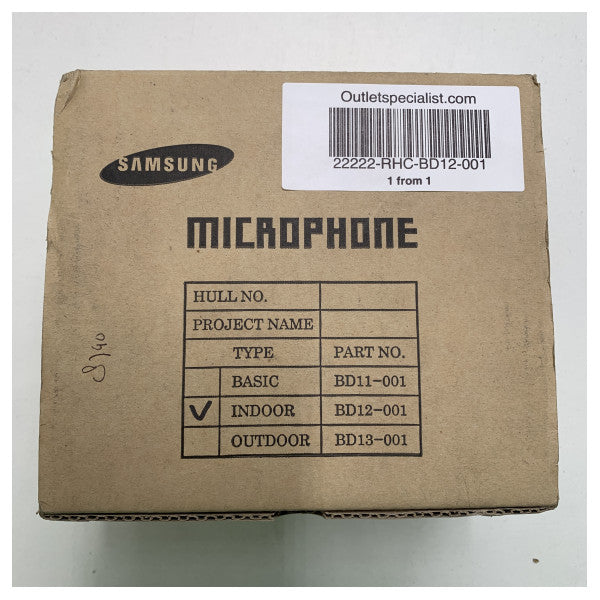 Outletspecialist.com
22222-RHC-BD12-001
1 from 1
SAMSUNG
MICROPHONE
HULL NO.
PROJECT NAME
TYPE PART NO.
BASIC BD11-001
✓ INDOOR BD12-001
OUTDOOR BD13-001